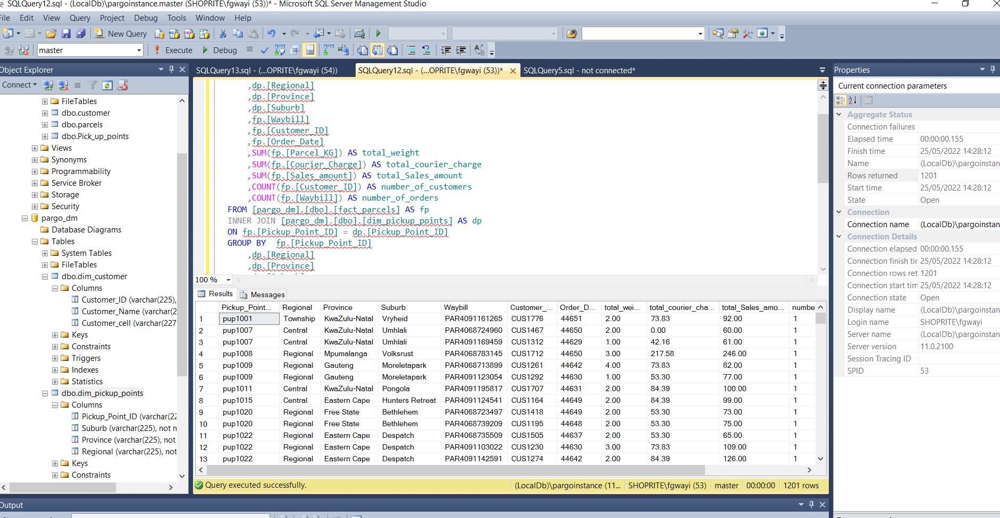 SQLQuery12.sql - (LocalDb)\pargoinstance.master (SHOPRITE\fgwayi (53))* - Microsoft SQL Server Management Studio
File Edit View Query Project Debug Tools Window Help
New Query
master Execute Debug
Object Explorer
Connect
FileTables
dbo.customer
dbo.parcels
dbo.Pick_up_points
Views
Synonyms
Programmability
Service Broker
Storage
Security
pargo_dm
Database Diagrams
Tables
System Tables
FileTables
dbo.dim_customer
Columns
Customer_ID (varchar(225),
Customer_Name (varchar(2
Customer_cell (varchar(227
Keys
Constraints
Triggers
Indexes
Statistics
dbo.dim_pickup_points
Columns
Pickup_Point_ID (varchar(22
Suburb (varchar(225), not n
Province (varchar(225), not
Regional (varchar(225), not
Keys
Constraints
SQLQuery13.sql - (...OPRITE\fgwayi (54)) SQLQuery12.sql - (...OPRITE\fgwayi (53))* SQLQuery5.sql - not connected*
,dp.[Regional]
,dp.[Province]
,dp.[Suburb]
,fp.[Waybill]
,fp.[Customer_ID]
,fp.[Order_Date]
,SUM(fp.[Parcel_KG]) AS total_weight
,SUM(fp.[Courier_Charge]) AS total_courier_charge
,SUM(fp.[Sales_amount]) AS total_Sales_amount
,COUNT(fp.[Customer_ID]) AS number_of_customers
,COUNT(fp.[Waybill]) AS number_of_orders
FROM [pargo_dm].[dbo].[fact_parcels] AS fp
INNER JOIN [pargo_dm].[dbo].[dim_pickup_points] AS dp
ON fp.[Pickup_Point_ID] = dp.[Pickup_Point_ID]
GROUP BY fp.[Pickup_Point_ID]
,dp.[Regional]
,dp.[Province]
100 %
Results Messages
Pickup_Point... Regional Province Suburb Waybill Customer_... Order_D... total_wei... total_courier_cha... total_Sales_amo... numbe
1 pup1001 Township KwaZulu-Natal Vryheid PAR4091161265 CUS1776 44651 2.00 73.83 92.00 1
2 pup1007 Central KwaZulu-Natal Umhlali PAR4068724960 CUS1467 44650 2.00 0.00 60.00 1
3 pup1007 Central KwaZulu-Natal Umhlali PAR4091169459 CUS1312 44629 1.00 42.16 61.00 1
4 pup1008 Regional Mpumalanga Volksrust PAR4068783145 CUS1712 44650 3.00 217.58 246.00 1
5 pup1009 Regional Gauteng Moreletapark PAR4068713899 CUS1261 44642 4.00 73.83 82.00 1
6 pup1009 Regional Gauteng Moreletapark PAR4091123054 CUS1292 44630 1.00 53.30 77.00 1
7 pup1011 Central KwaZulu-Natal Pongola PAR4091195817 CUS1707 44631 2.00 84.39 100.00 1
8 pup1015 Central Eastern Cape Hunters Retreat PAR4091124541 CUS1164 44649 2.00 84.39 99.00 1
9 pup1020 Regional Free State Bethlehem PAR4068723497 CUS1418 44649 2.00 53.30 73.00 1
10 pup1020 Regional Free State Bethlehem PAR4068739209 CUS1195 44648 2.00 53.30 75.00 1
11 pup1022 Regional Eastern Cape Despatch PAR4068735509 CUS1505 44637 2.00 53.30 65.00 1
12 pup1022 Regional Eastern Cape Despatch PAR4091103022 CUS1230 44630 3.00 73.83 109.00 1
13 pup1022 Regional Eastern Cape Despatch PAR4091142591 CUS1274 44642 2.00 84.39 126.00 1
Query executed successfully. (LocalDb)\pargoinstance (11... SHOPRITE\fgwayi (53) master 00:00:00 1201 rows
Properties
Current connection parameters
Aggregate Status
Connection failures
Elapsed time 00:00:00.155
Finish time 25/05/2022 14:28:12
Name (LocalDb)\pargoinstan
Rows returned 1201
Start time 25/05/2022 14:28:12
State Open
Connection
Connection name (LocalDb)\pargoinstan
Connection Details
Connection elapsed 00:00:00.155
Connection finish tir 25/05/2022 14:28:12
Connection rows ret 1201
Connection start tim 25/05/2022 14:28:12
Connection state Open
Display name (LocalDb)\pargoinstan
Login name SHOPRITE\fgwayi
Server name (LocalDb)\pargoinstan
Server version 11.0.2100
Session Tracing ID
SPID 53
Output